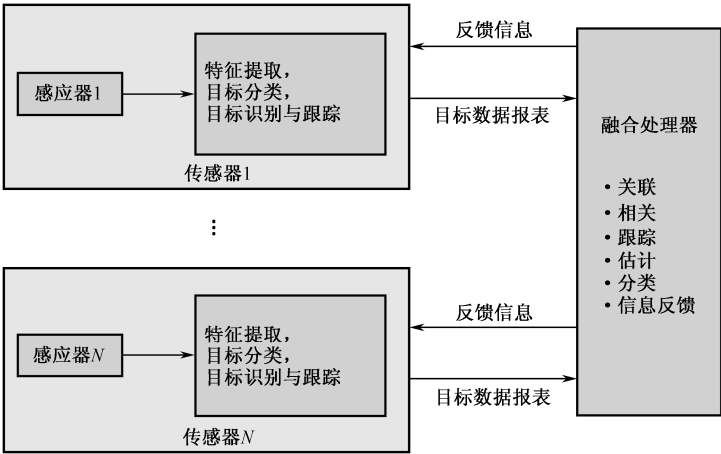 感应器1
特征提取，
目标分类，
目标识别与跟踪
传感器1
反馈信息
目标数据报表
⋮
感应器N
特征提取，
目标分类，
目标识别与跟踪
传感器N
反馈信息
目标数据报表
融合处理器
·关联
·相关
·跟踪
·估计
·分类
·信息反馈